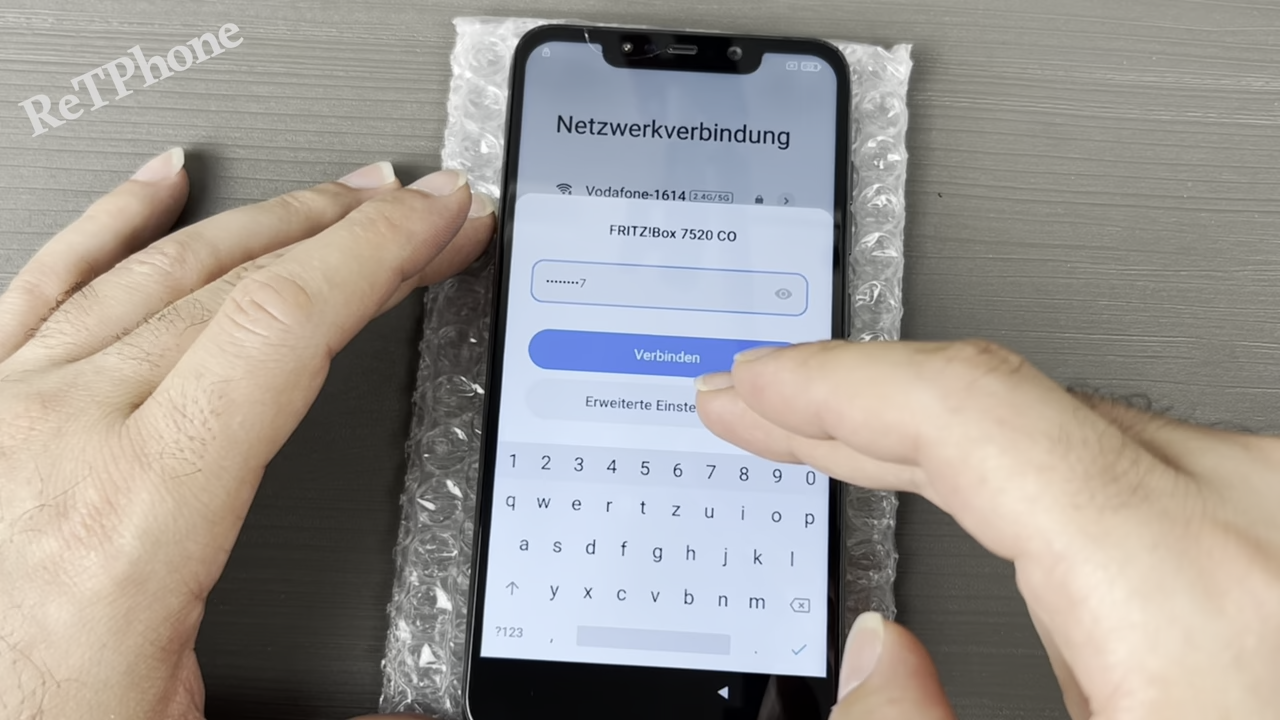 ReTPhone
Netzwerkverbindung
Vodafone-1614 2.4G/5G
FRITZ!Box 7520 CO
••••••••7
Verbinden
Erweiterte Einste
1 2 3 4 5 6 7 8 9 0
q w e r t z u i o p
a s d f g h j k l
y x c v b n m
?123 , .